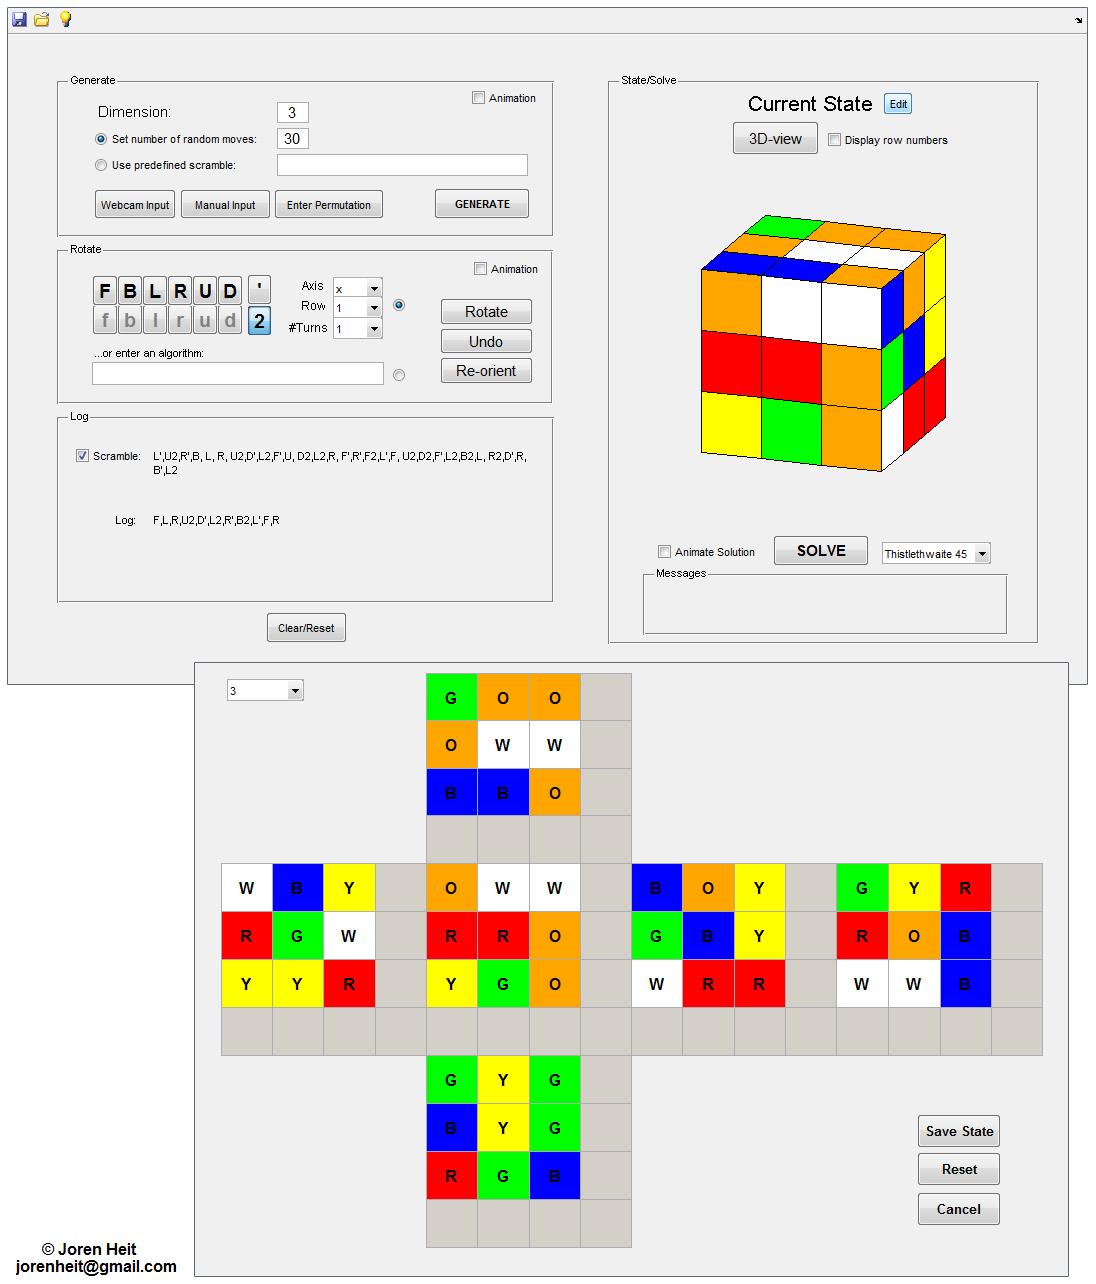 Generate
Animation
Dimension: 3
Set number of random moves: 30
Use predefined scramble:
Webcam Input Manual Input Enter Permutation GENERATE
Rotate
Animation
F B L R U D '
f b l r u d 2
Axis x
Row 1
#Turns 1
...or enter an algorithm:
Rotate
Undo
Re-orient
Log
Scramble: L',U2,R',B, L, R, U2,D',L2,F',U, D2,L2,R, F',R',F2,L',F, U2,D2,F',L2,B2,L, R2,D',R,
B',L2
Log: F,L,R,U2,D',L2,R',B2,L',F,R
Clear/Reset
State/Solve
Current State Edit
3D-view Display row numbers
Animate Solution SOLVE Thistlethwaite 45
Messages
3
G O O
O W W
B B O
W B Y O W W B O Y G Y R
R G W R R O G B Y R O B
Y Y R Y G O W R R W W B
G Y G
B Y G
R G B
Save State
Reset
Cancel
© Joren Heit
jorenheit@gmail.com